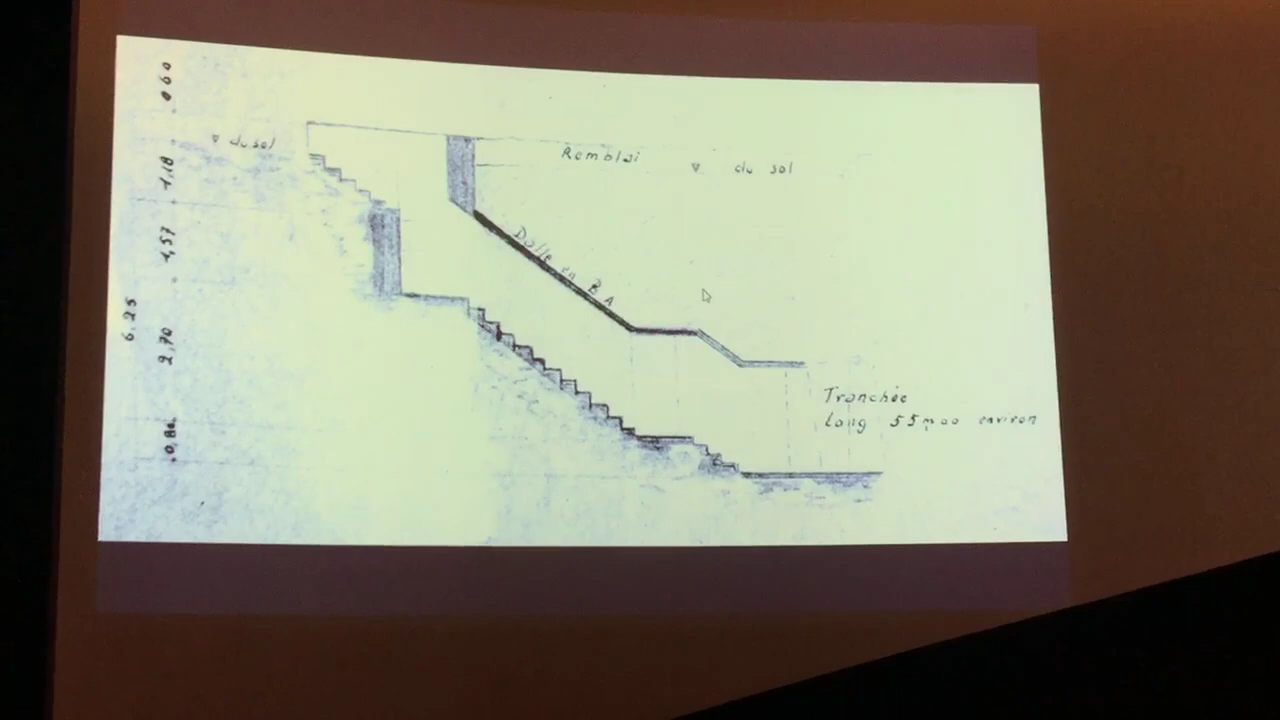 0.60
du sol
1,18
1,57
6.25
2,70
0,80
Remblai
du sol
Dalle en B A
Tranchée
Long 55m00 environ